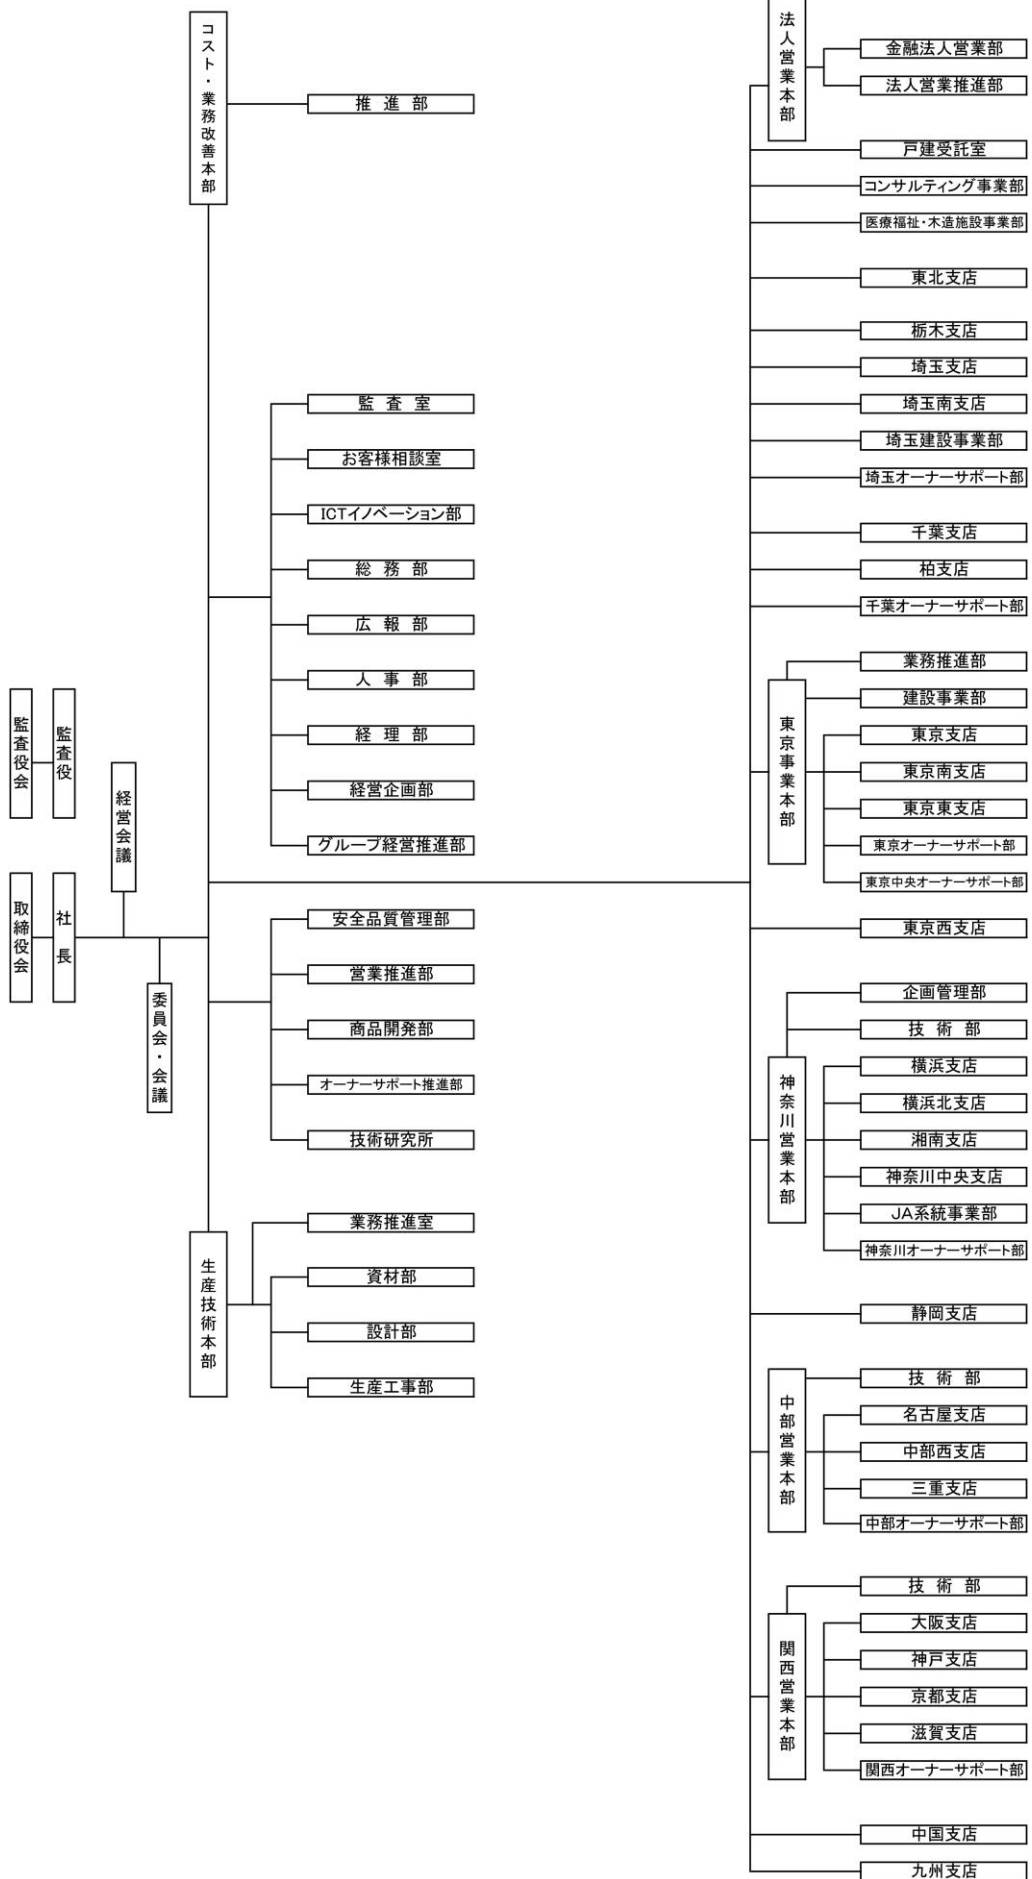 監査役会
監査役
取締役会
社長
経営会議
委員会・会議
コスト・業務改善本部
推進部
監査室
お客様相談室
ICTイノベーション部
総務部
広報部
人事部
経理部
経営企画部
グループ経営推進部
安全品質管理部
営業推進部
商品開発部
オーナーサポート推進部
技術研究所
生産技術本部
業務推進室
資材部
設計部
生産工事部
法人営業本部
金融法人営業部
法人営業推進部
戸建受託室
コンサルティング事業部
医療福祉・木造施設事業部
東北支店
栃木支店
埼玉支店
埼玉南支店
埼玉建設事業部
埼玉オーナーサポート部
千葉支店
柏支店
千葉オーナーサポート部
東京事業本部
業務推進部
建設事業部
東京支店
東京南支店
東京東支店
東京オーナーサポート部
東京中央オーナーサポート部
東京西支店
神奈川営業本部
企画管理部
技術部
横浜支店
横浜北支店
湘南支店
神奈川中央支店
JA系統事業部
神奈川オーナーサポート部
静岡支店
中部営業本部
技術部
名古屋支店
中部西支店
三重支店
中部オーナーサポート部
関西営業本部
技術部
大阪支店
神戸支店
京都支店
滋賀支店
関西オーナーサポート部
中国支店
九州支店